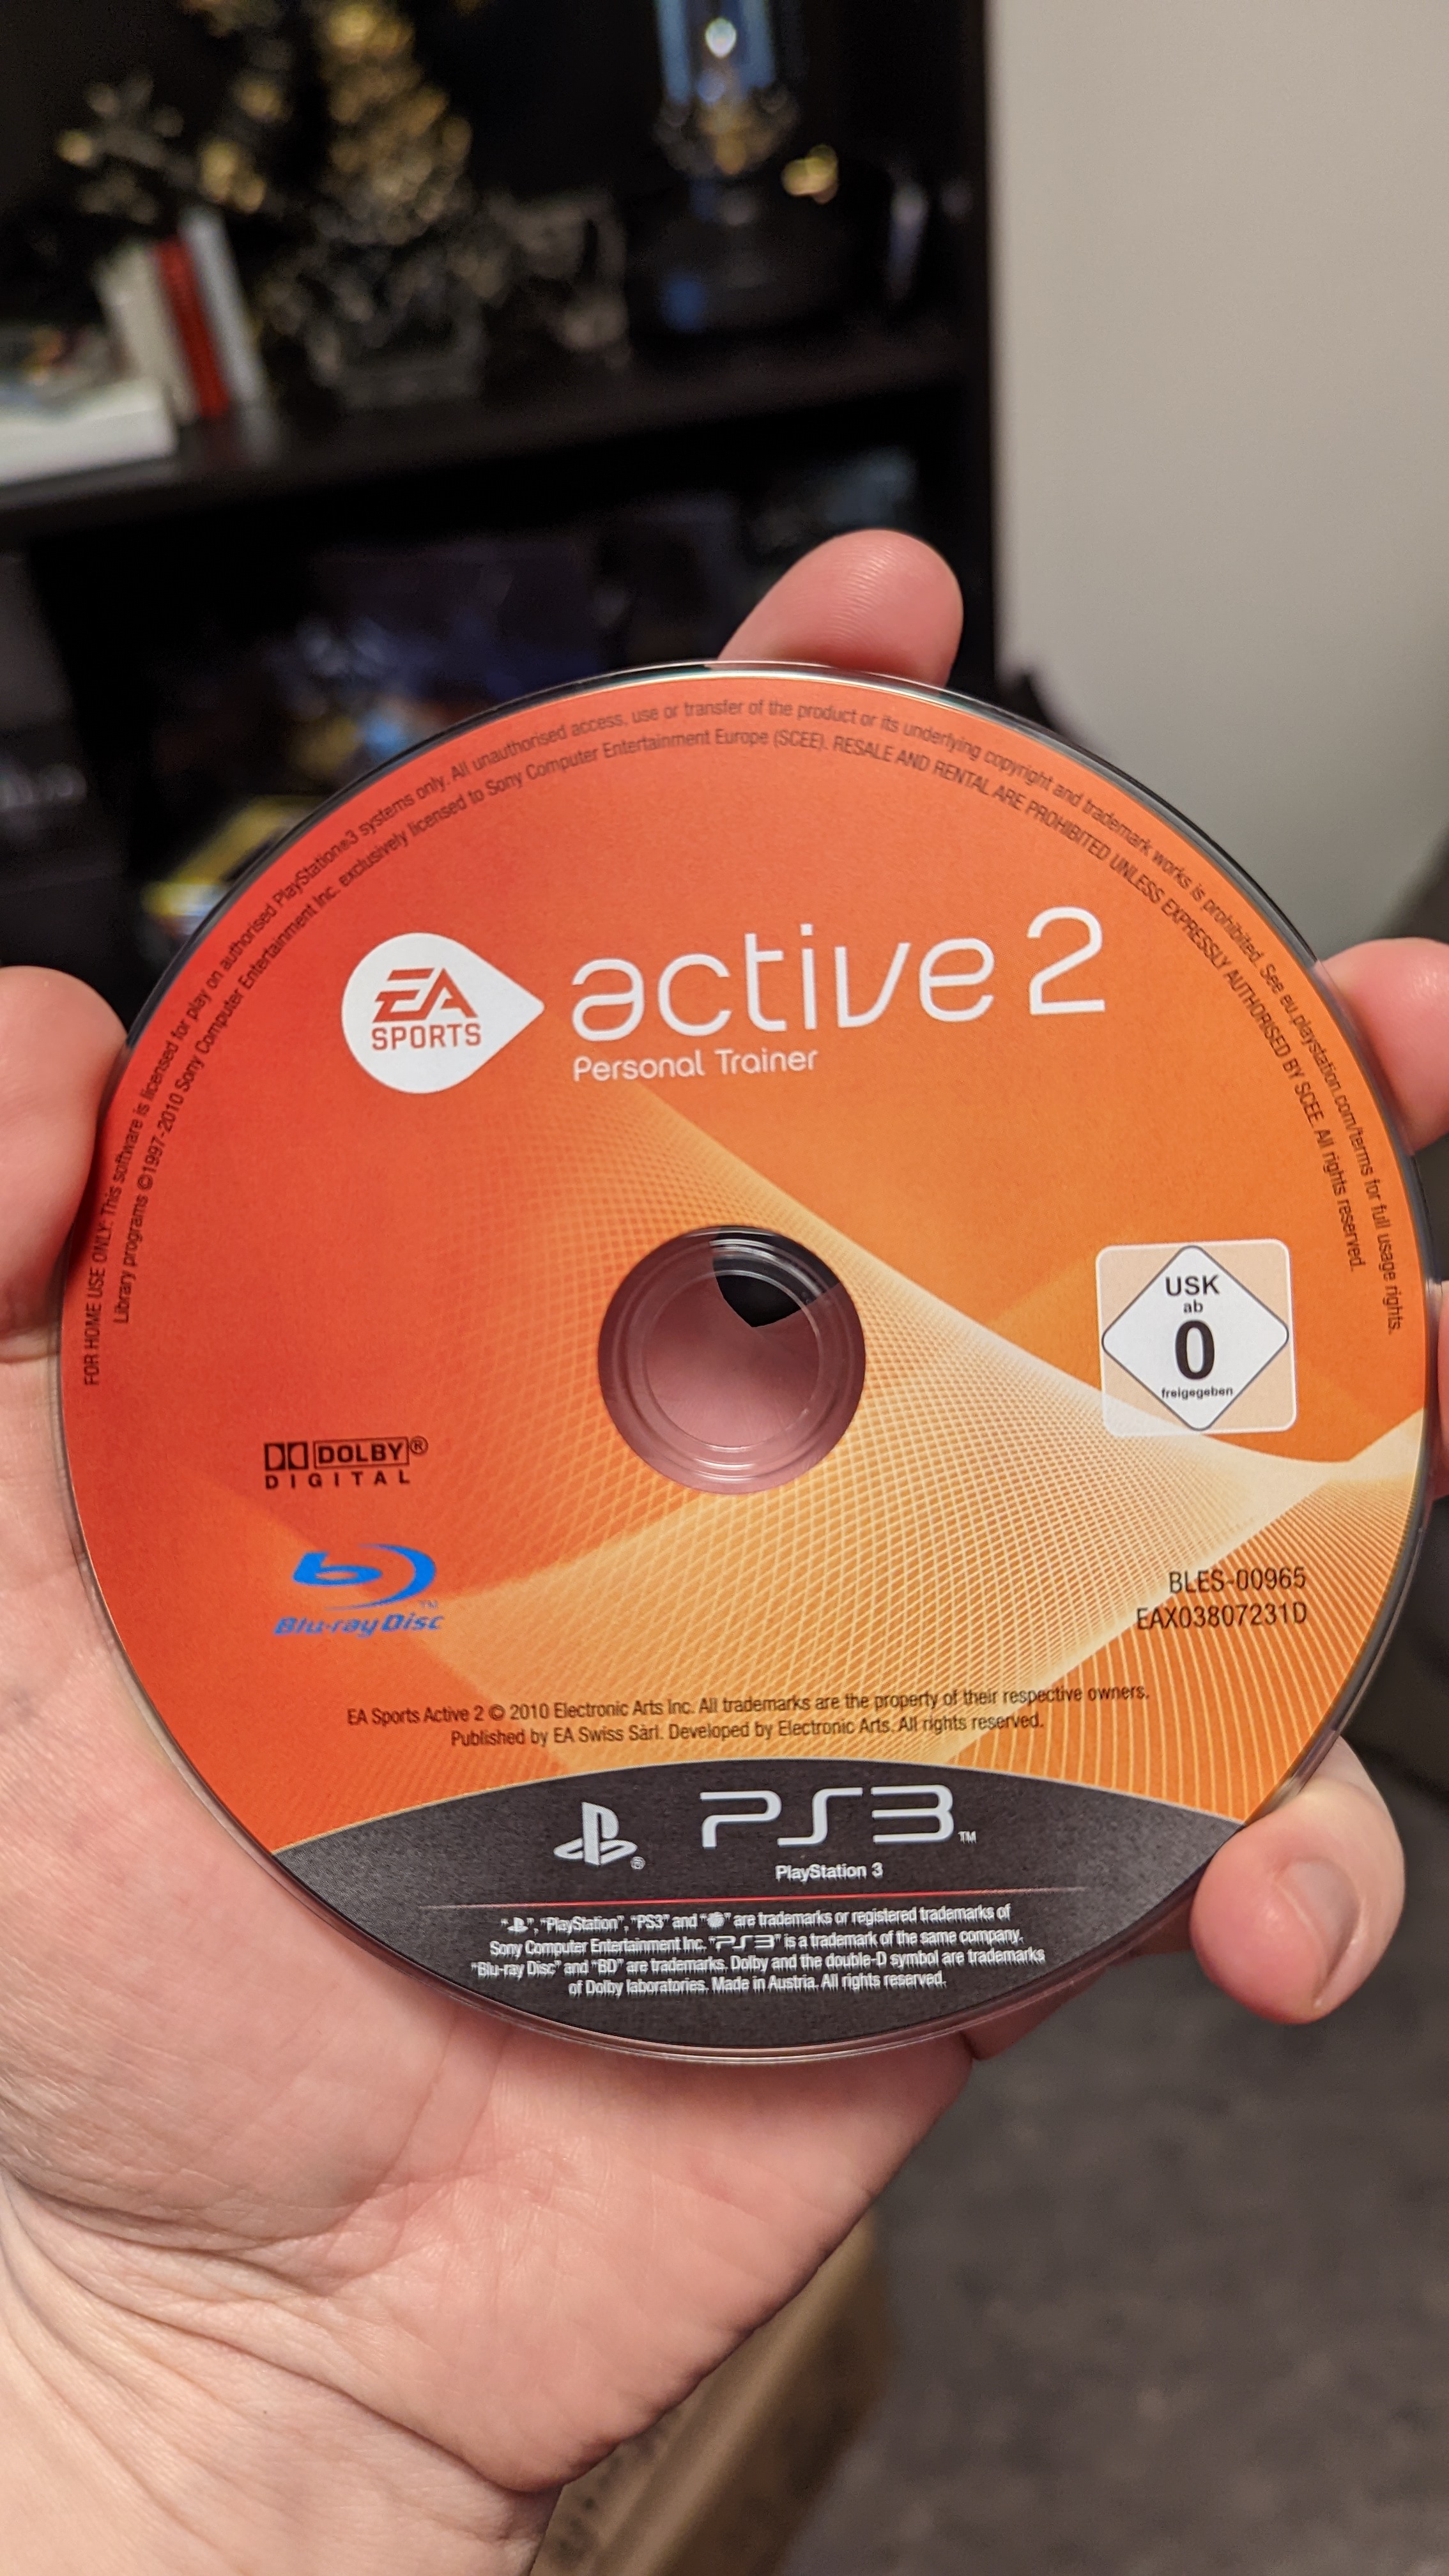 FOR HOME USE ONLY: This software is licensed for play on authorised PlayStation®3 systems only. All unauthorised access, use or transfer of the product or its underlying copyright and trademark works is prohibited. See eu.playstation.com/terms for full usage rights.
Library programs ©1997-2010 Sony Computer Entertainment Inc. exclusively licensed to Sony Computer Entertainment Europe (SCEE). RESALE AND RENTAL ARE PROHIBITED UNLESS EXPRESSLY AUTHORISED BY SCEE. All rights reserved.
EA SPORTS
active 2
Personal Trainer
USK
ab
0
freigegeben
DOLBY®
DIGITAL
Blu-ray Disc™
BLES-00965
EAX03807231D
EA Sports Active 2 © 2010 Electronic Arts Inc. All trademarks are the property of their respective owners.
Published by EA Swiss Sàrl. Developed by Electronic Arts. All rights reserved.
® PS3™
PlayStation 3
" ", "PlayStation", "PS3" and " " are trademarks or registered trademarks of
Sony Computer Entertainment Inc. "PS3" is a trademark of the same company.
"Blu-ray Disc" and "BD" are trademarks. Dolby and the double-D symbol are trademarks
of Dolby laboratories. Made in Austria. All rights reserved.